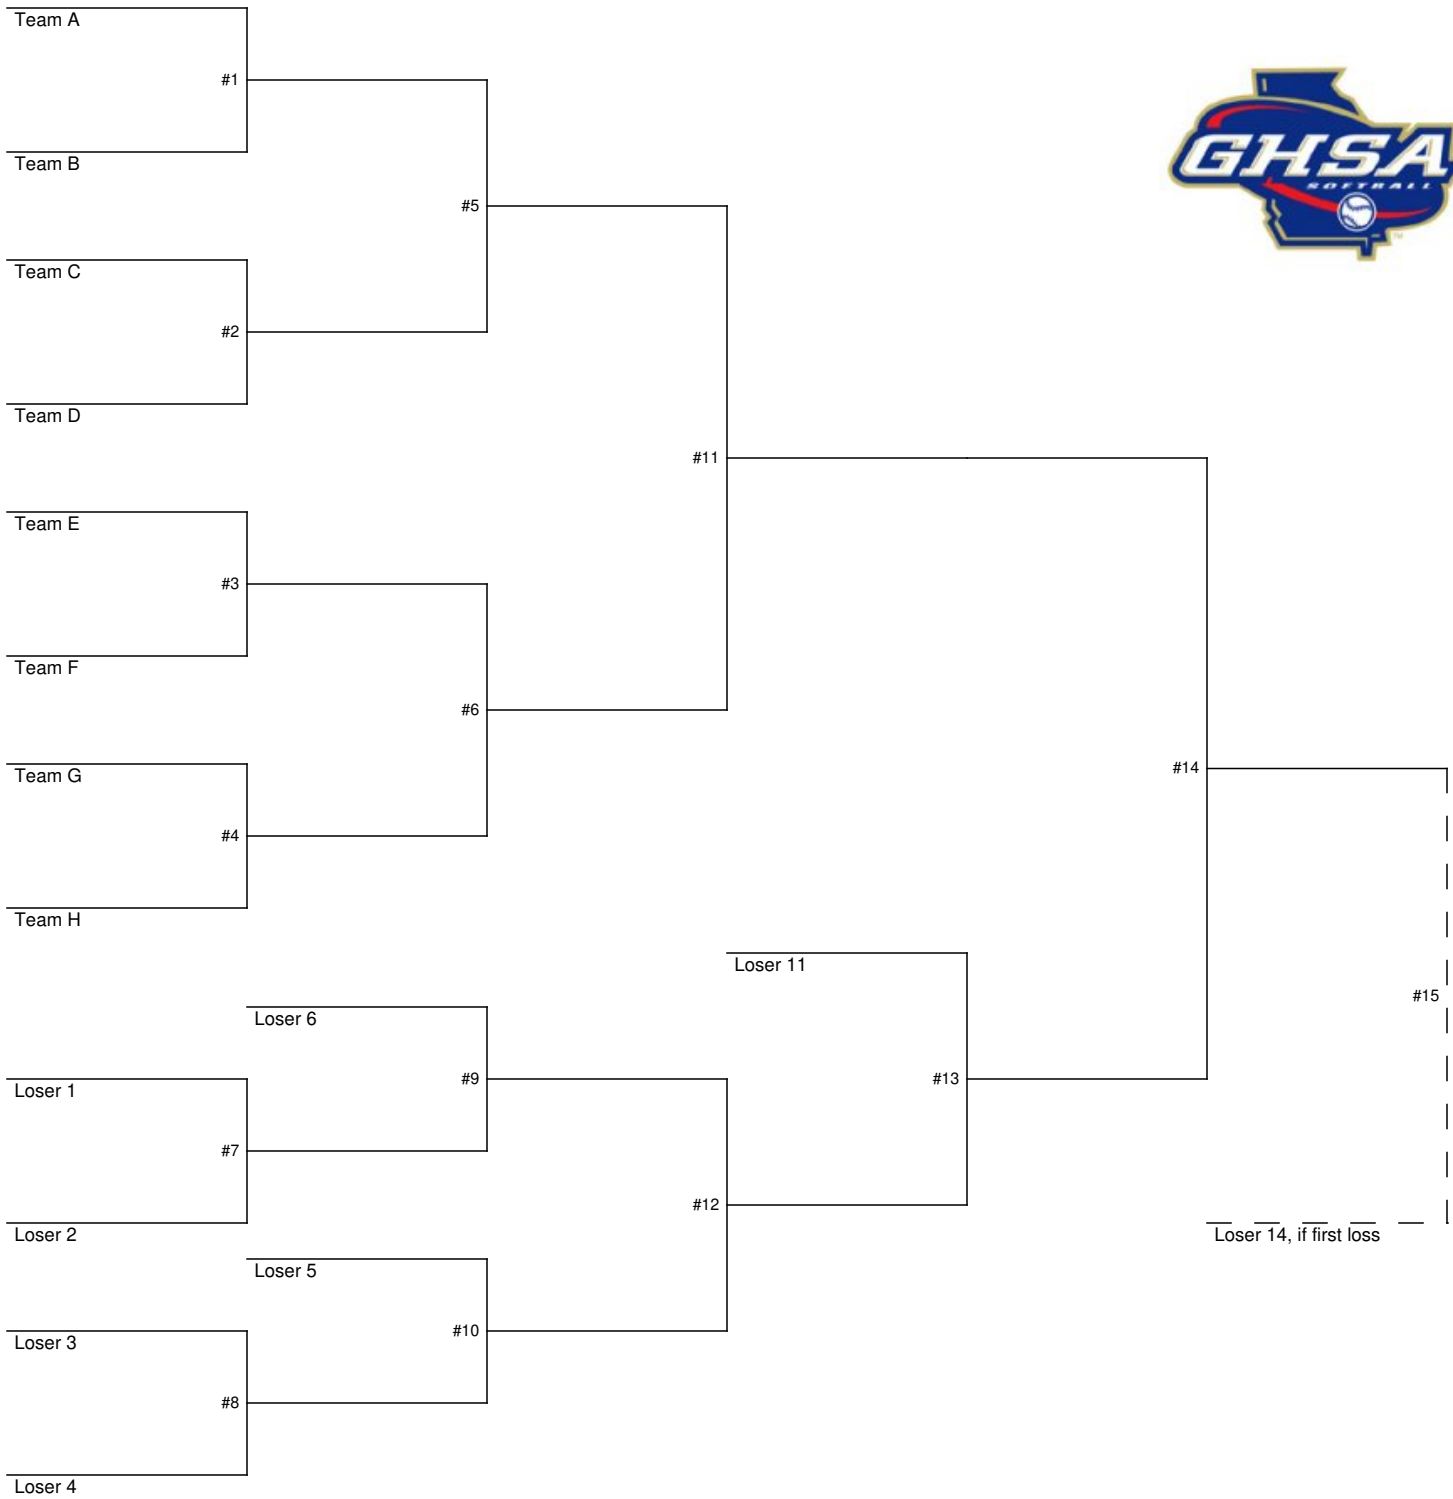 Team A
#1
Team B
GHSA
SOFTBALL
TM
#5
Team C
#2
Team D
#11
Team E
#3
Team F
#6
Team G
#14
#4
Team H
Loser 11
#15
Loser 6
#9
#13
Loser 1
#7
#12
Loser 2
Loser 14, if first loss
Loser 5
#10
Loser 3
#8
Loser 4